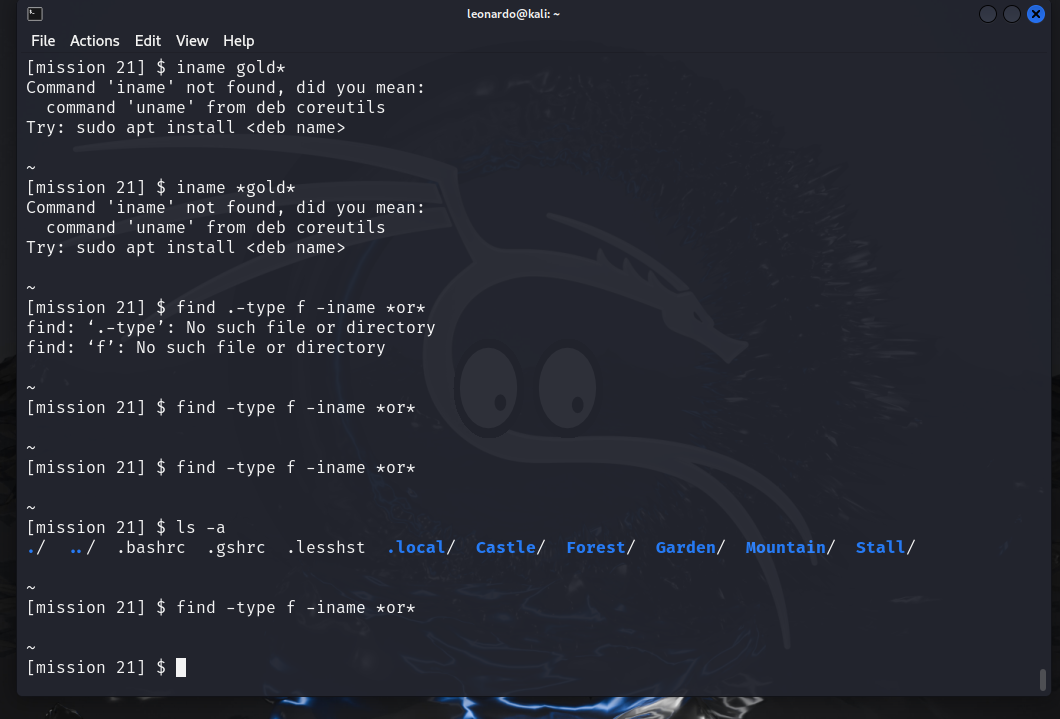 leonardo@kali: ~
File Actions Edit View Help
[mission 21] $ iname gold*
Command 'iname' not found, did you mean:
  command 'uname' from deb coreutils
Try: sudo apt install <deb name>

~
[mission 21] $ iname *gold*
Command 'iname' not found, did you mean:
  command 'uname' from deb coreutils
Try: sudo apt install <deb name>

~
[mission 21] $ find .-type f -iname *or*
find: ‘.-type’: No such file or directory
find: ‘f’: No such file or directory

~
[mission 21] $ find -type f -iname *or*

~
[mission 21] $ find -type f -iname *or*

~
[mission 21] $ ls -a
./  ../  .bashrc  .gshrc  .lesshst  .local/  Castle/  Forest/  Garden/  Mountain/  Stall/

~
[mission 21] $ find -type f -iname *or*

~
[mission 21] $